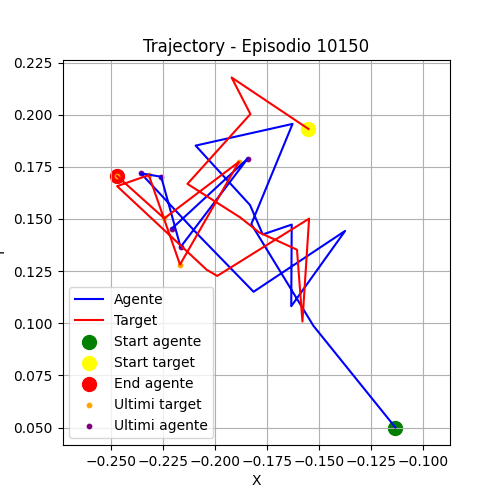 Trajectory - Episodio 10150
0.225
0.200
0.175
0.150
0.125
0.100
0.075
0.050
Agente
Target
Start agente
Start target
End agente
Ultimi target
Ultimi agente
−0.250 −0.225 −0.200 −0.175 −0.150 −0.125 −0.100
X